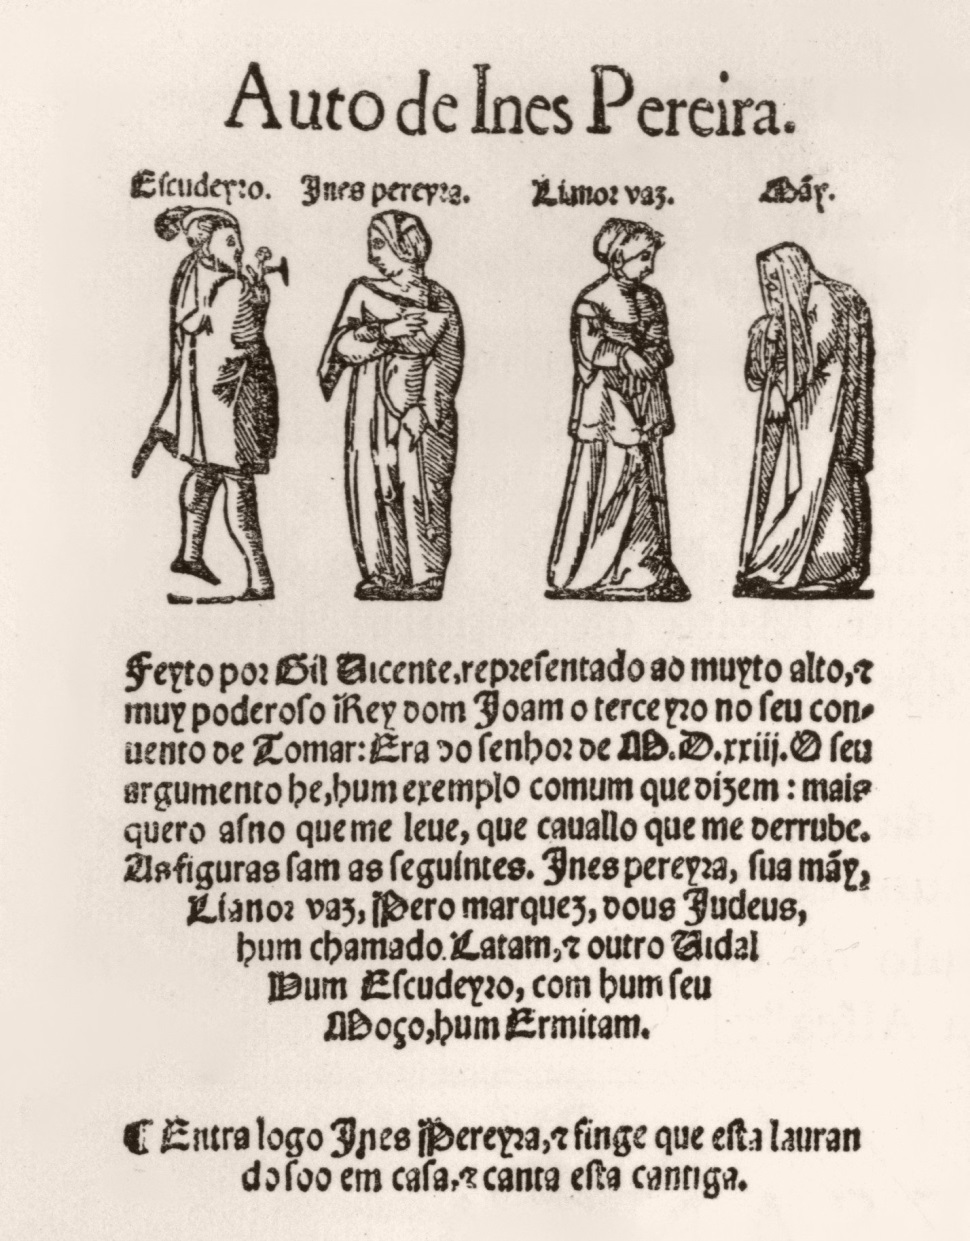 Auto de Ines Pereira.
Eſcudeyro. Ines pereyra. Lianor vaz. Mãy.
Feyto por Gil Vicente, repreſentado ao muyto alto, ⁊
muy poderoſo Rey dom Joam o terceyro no ſeu con⸗
uento de Tomar: Era do ſenhor de M.D.xxiij. O ſeu
argumento he, hum exemplo comum que dizem : mais
quero aſno que me leue, que cauallo que me derrube.
As figuras ſam as ſeguintes. Ines pereyra, ſua mãy,
Lianor vaz, Pero marquez, dous Judeus,
hum chamado Latam, ⁊ outro Vidal
Hum Eſcudeyro, com hum ſeu
Moço, hum Ermitam.
¶ Entra logo Ines Pereyra, ⁊ finge que eſta lauran
do ſoo em caſa, ⁊ canta eſta cantiga.